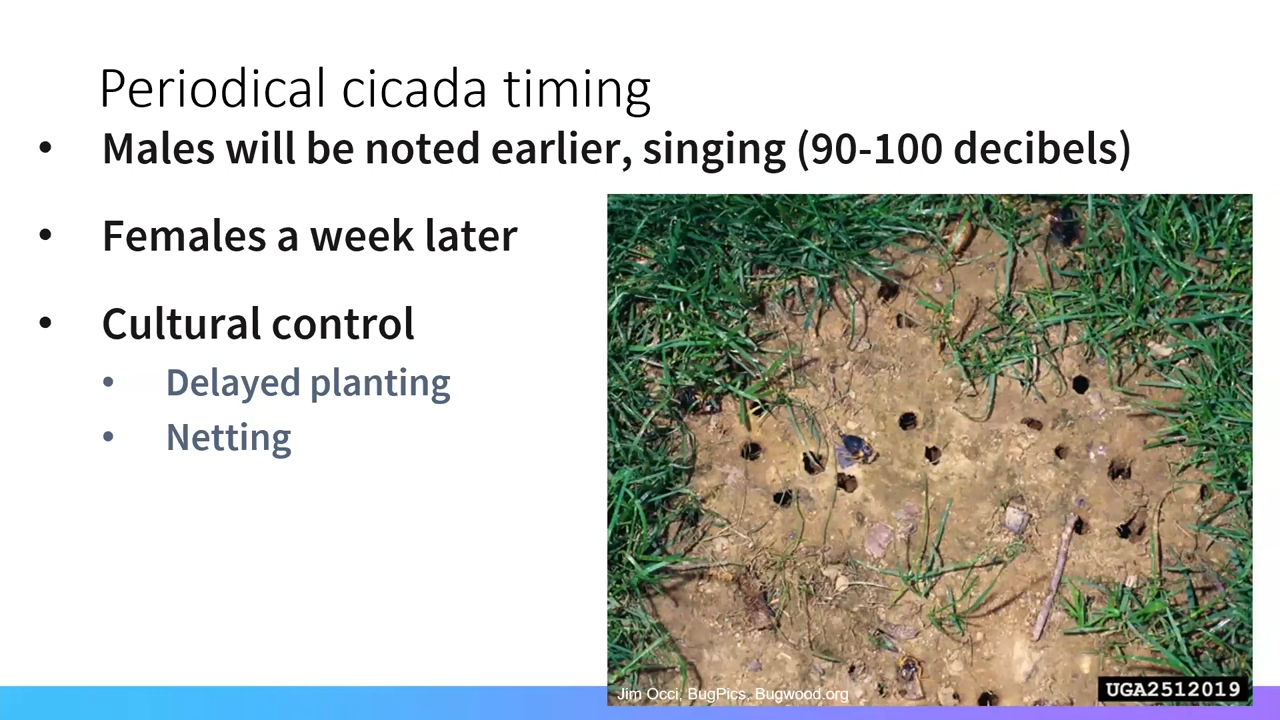 Periodical cicada timing
• Males will be noted earlier, singing (90-100 decibels)
• Females a week later
• Cultural control
• Delayed planting
• Netting
Jim Occi, BugPics, Bugwood.org
UGA2512019